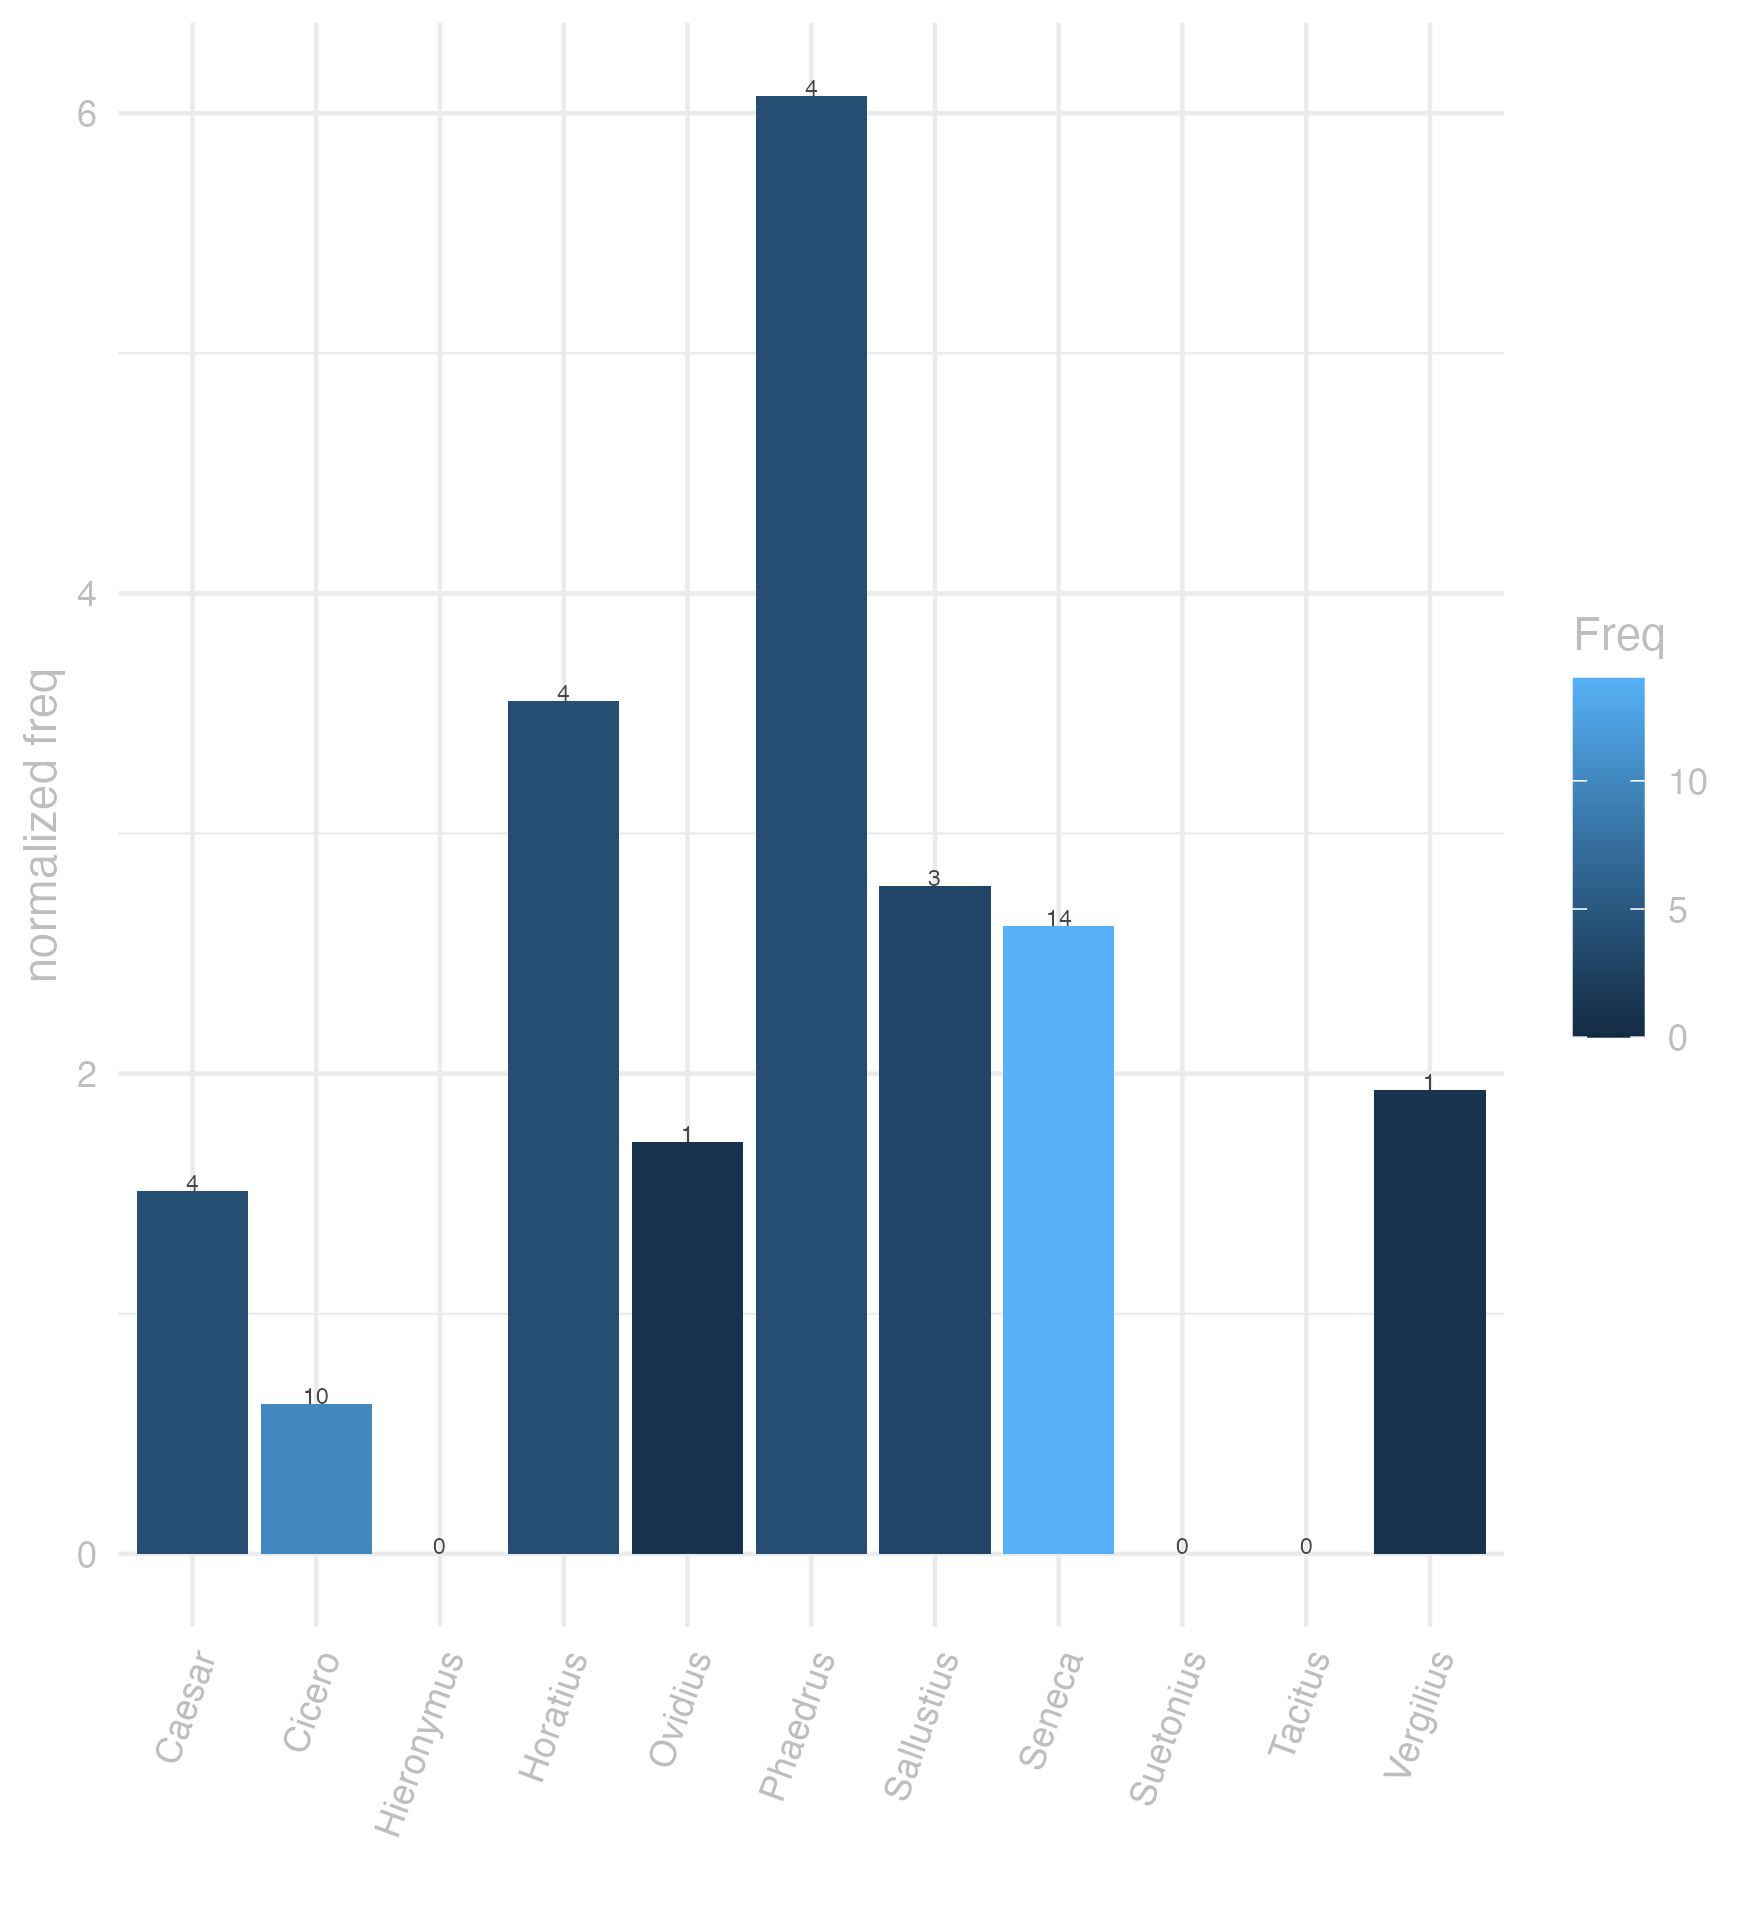 normalized freq
6
4
2
0
4
10
0
4
1
4
3
14
0
0
1
Caesar
Cicero
Hieronymus
Horatius
Ovidius
Phaedrus
Sallustius
Seneca
Suetonius
Tacitus
Vergilius
Freq
10
5
0